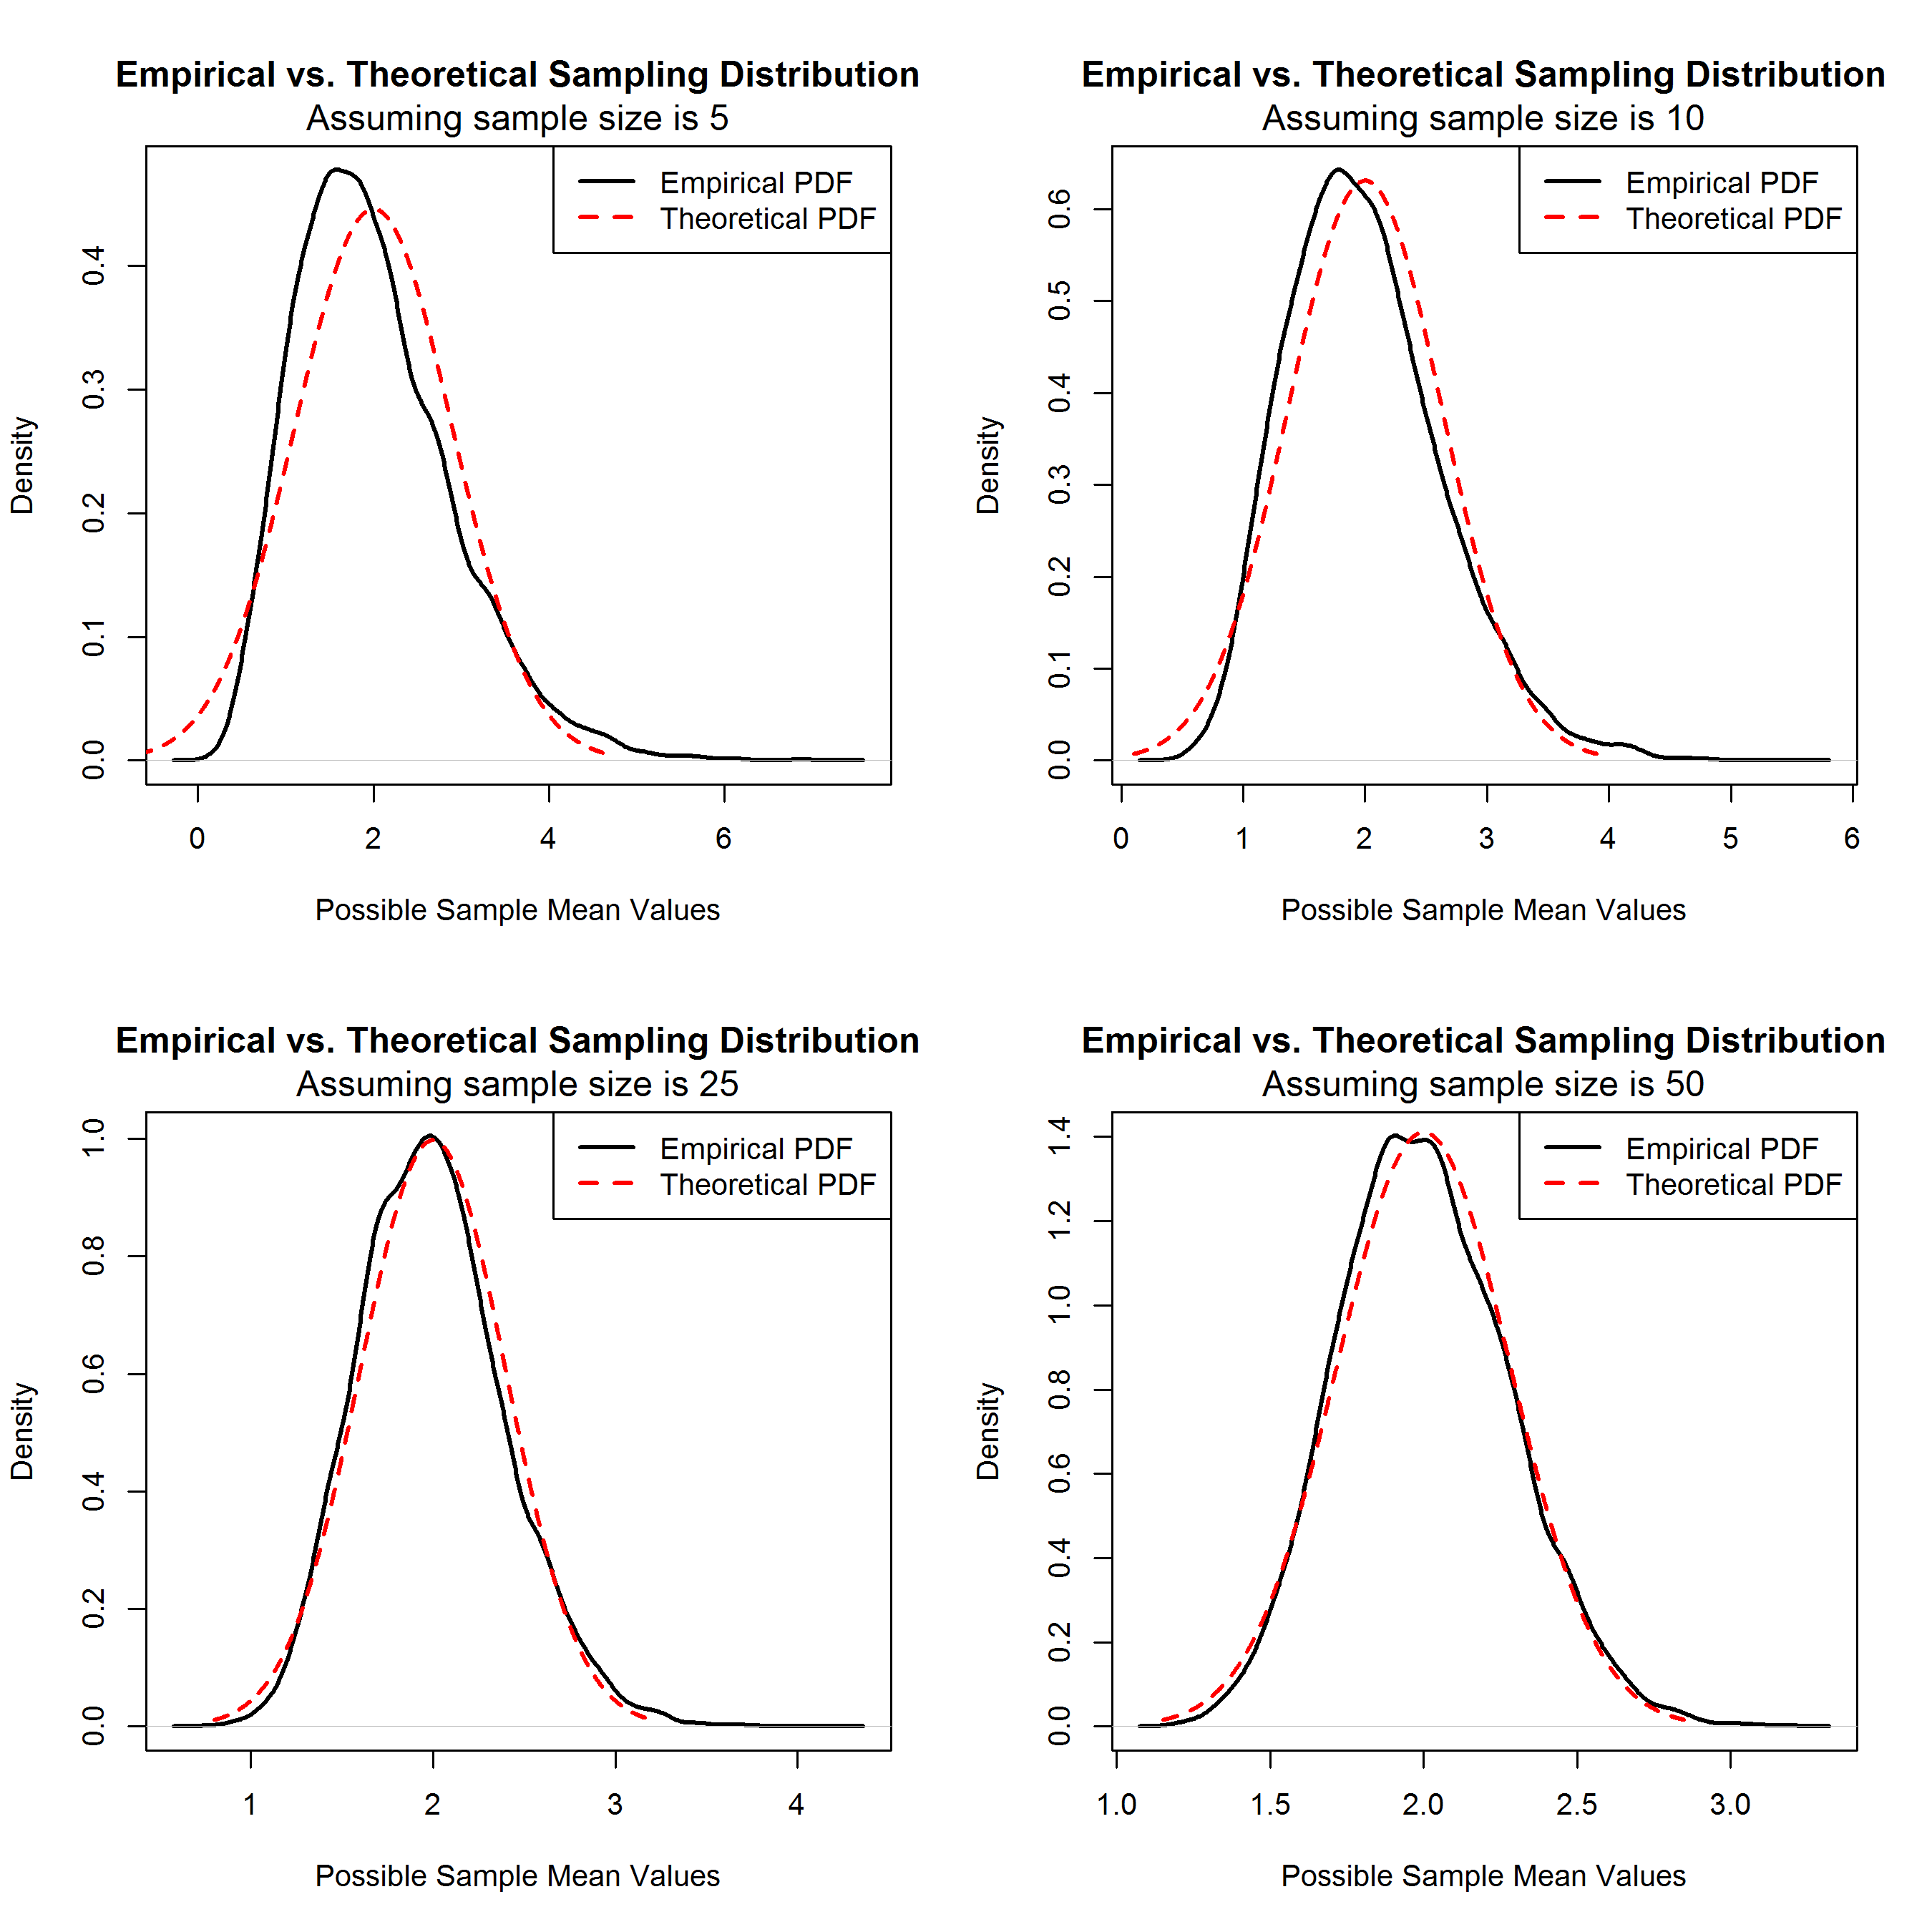 Empirical vs. Theoretical Sampling Distribution
Assuming sample size is 5
Empirical PDF
Theoretical PDF
Density
0.0
0.1
0.2
0.3
0.4
0 2 4 6
Possible Sample Mean Values
Empirical vs. Theoretical Sampling Distribution
Assuming sample size is 10
Empirical PDF
Theoretical PDF
Density
0.0
0.1
0.2
0.3
0.4
0.5
0.6
0 1 2 3 4 5 6
Possible Sample Mean Values
Empirical vs. Theoretical Sampling Distribution
Assuming sample size is 25
Empirical PDF
Theoretical PDF
Density
0.0
0.2
0.4
0.6
0.8
1.0
1 2 3 4
Possible Sample Mean Values
Empirical vs. Theoretical Sampling Distribution
Assuming sample size is 50
Empirical PDF
Theoretical PDF
Density
0.0
0.2
0.4
0.6
0.8
1.0
1.2
1.4
1.0 1.5 2.0 2.5 3.0
Possible Sample Mean Values